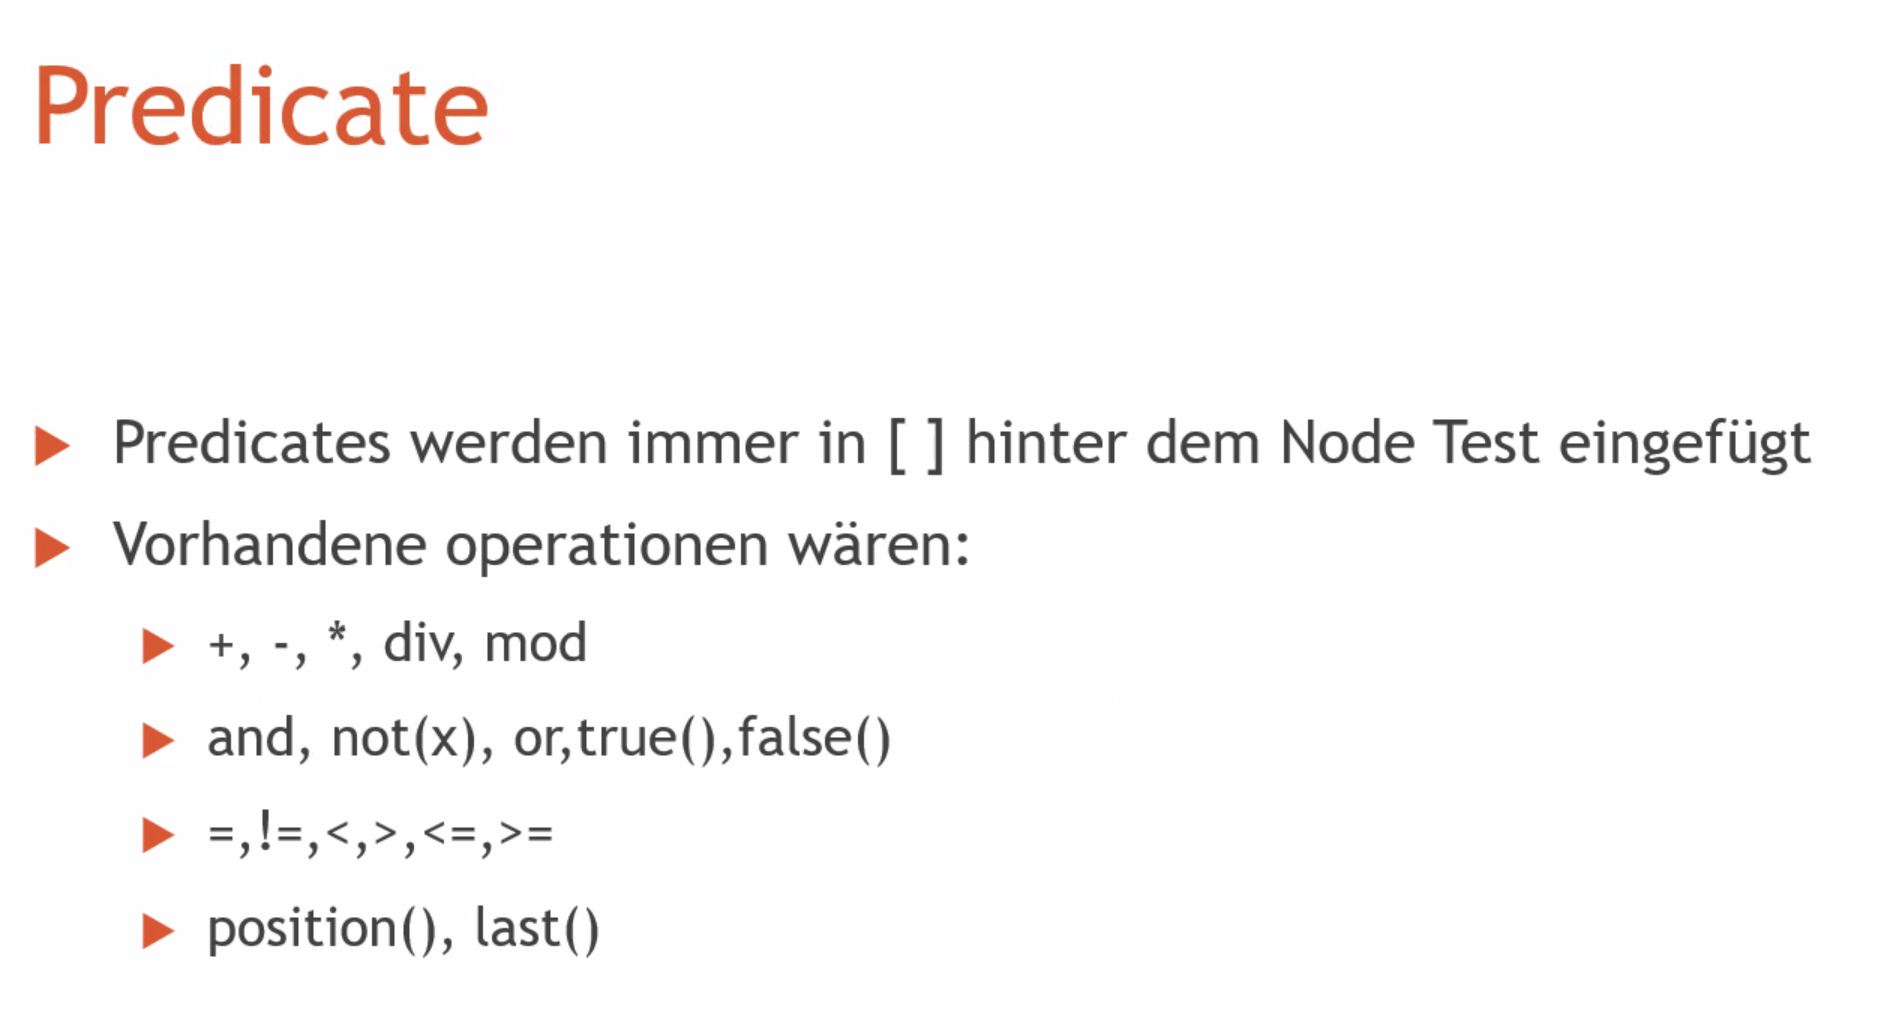 Predicate
Predicates werden immer in [ ] hinter dem Node Test eingefügt
Vorhandene operationen wären:
+, -, *, div, mod
and, not(x), or,true(),false()
=,!=,<,>,<=,>=
position(), last()